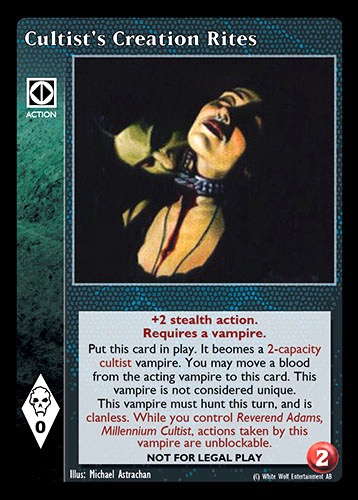 Cultist's Creation Rites
ACTION
+2 stealth action.
Requires a vampire.
Put this card in play. It beomes a 2-capacity
cultist vampire. You may move a blood
from the acting vampire to this card. This
vampire is not considered unique.
This vampire must hunt this turn, and is
clanless. While you control Reverend Adams,
Millennium Cultist, actions taken by this
vampire are unblockable.
NOT FOR LEGAL PLAY
0
2
Illus: Michael Astrachan
(C) White Wolf Entertainment AB